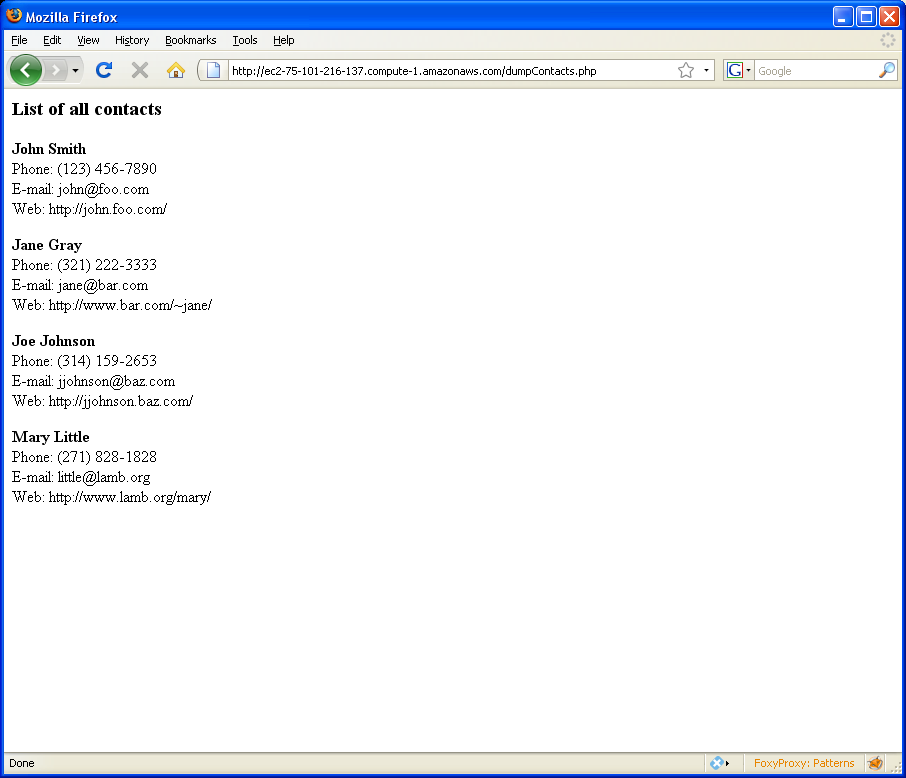 Mozilla Firefox
File Edit View History Bookmarks Tools Help
http://ec2-75-101-216-137.compute-1.amazonaws.com/dumpContacts.php G Google
List of all contacts
John Smith
Phone: (123) 456-7890
E-mail: john@foo.com
Web: http://john.foo.com/
Jane Gray
Phone: (321) 222-3333
E-mail: jane@bar.com
Web: http://www.bar.com/~jane/
Joe Johnson
Phone: (314) 159-2653
E-mail: jjohnson@baz.com
Web: http://jjohnson.baz.com/
Mary Little
Phone: (271) 828-1828
E-mail: little@lamb.org
Web: http://www.lamb.org/mary/
Done FoxyProxy: Patterns